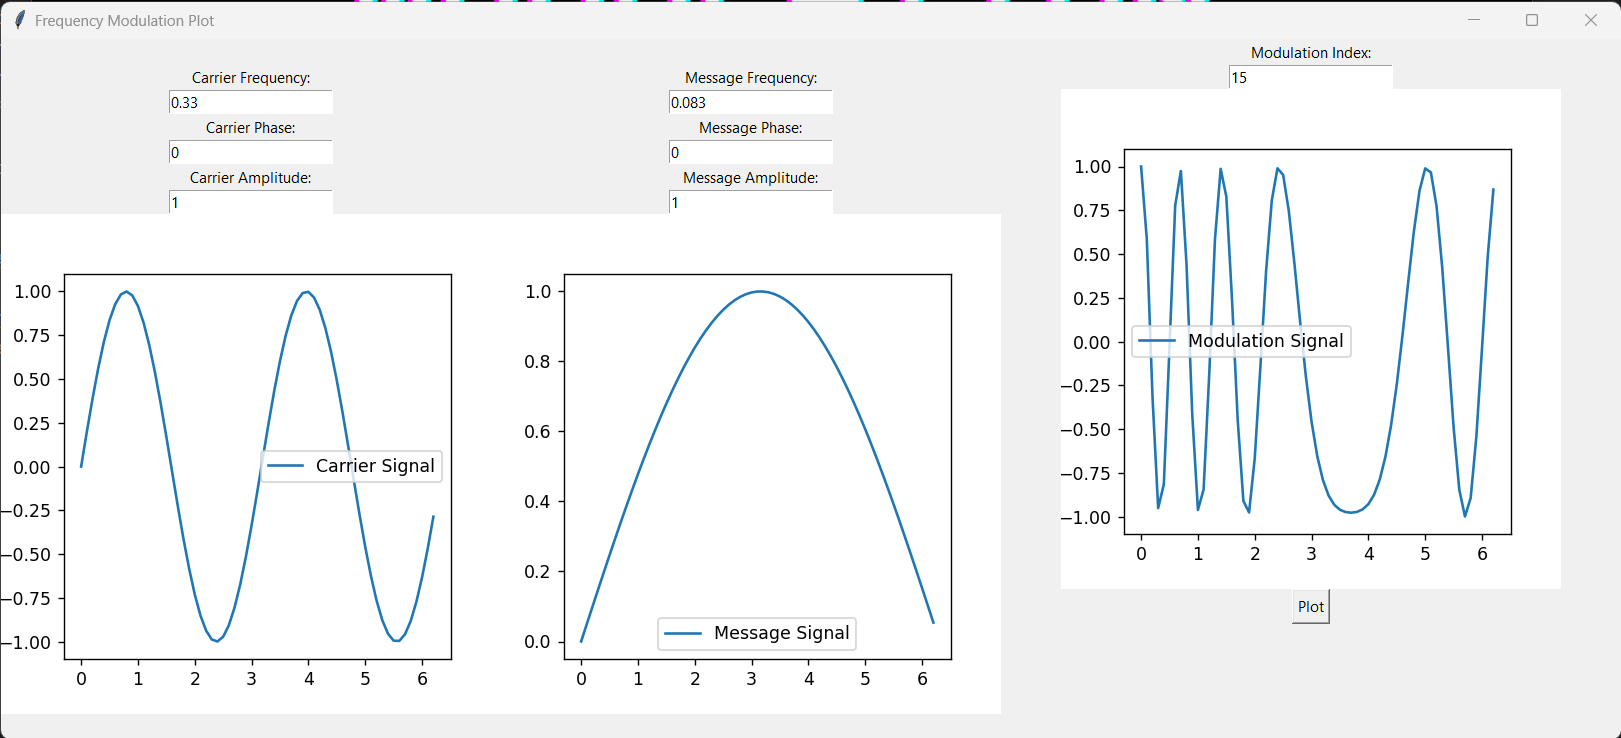 Frequency Modulation Plot
Carrier Frequency:
0.33
Carrier Phase:
0
Carrier Amplitude:
1
1.00
0.75
0.50
0.25
0.00
−0.25
−0.50
−0.75
−1.00
Carrier Signal
0 1 2 3 4 5 6
Message Frequency:
0.083
Message Phase:
0
Message Amplitude:
1
1.0
0.8
0.6
0.4
0.2
0.0
Message Signal
0 1 2 3 4 5 6
Modulation Index:
15
1.00
0.75
0.50
0.25
0.00
−0.25
−0.50
−0.75
−1.00
Modulation Signal
0 1 2 3 4 5 6
Plot